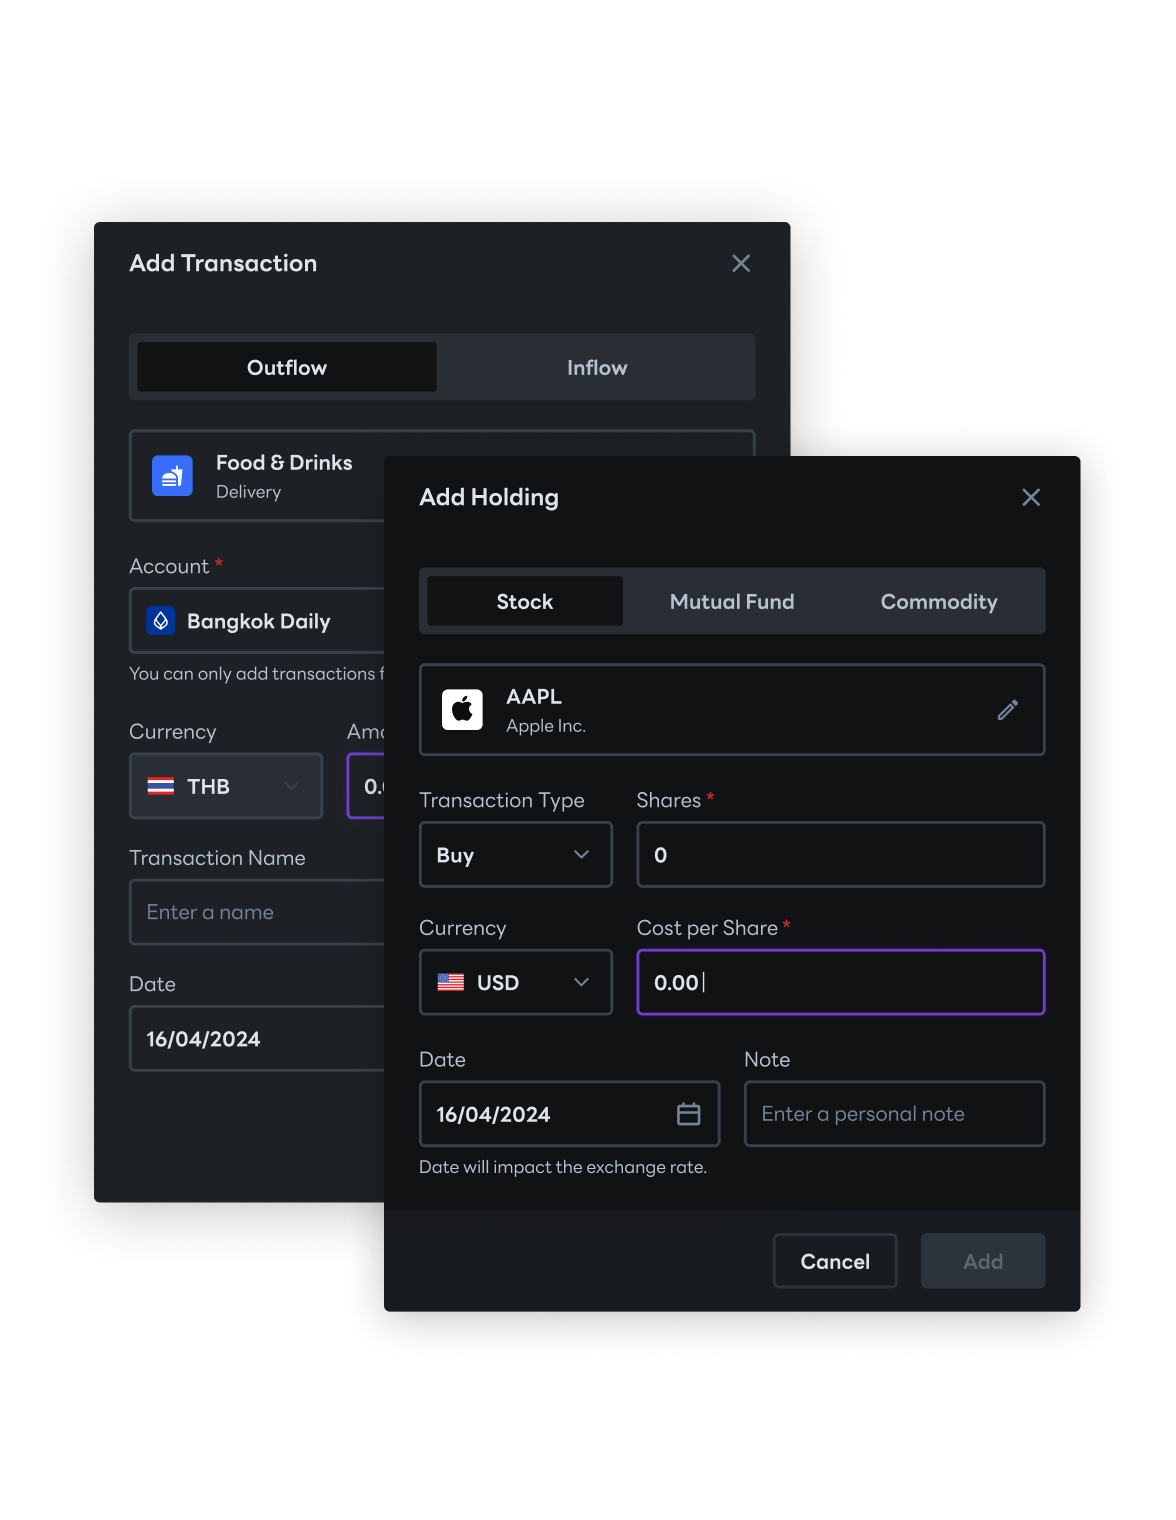 Add Transaction
Outflow
Inflow
Food & Drinks
Delivery
Account *
Bangkok Daily
You can only add transactions
Currency
THB
Transaction Name
Enter a name
Date
16/04/2024
Add Holding
Stock
Mutual Fund
Commodity
AAPL
Apple Inc.
Transaction Type
Shares *
Buy
0
Currency
Cost per Share *
USD
0.00
Date
Note
16/04/2024
Enter a personal note
Date will impact the exchange rate.
Cancel
Add